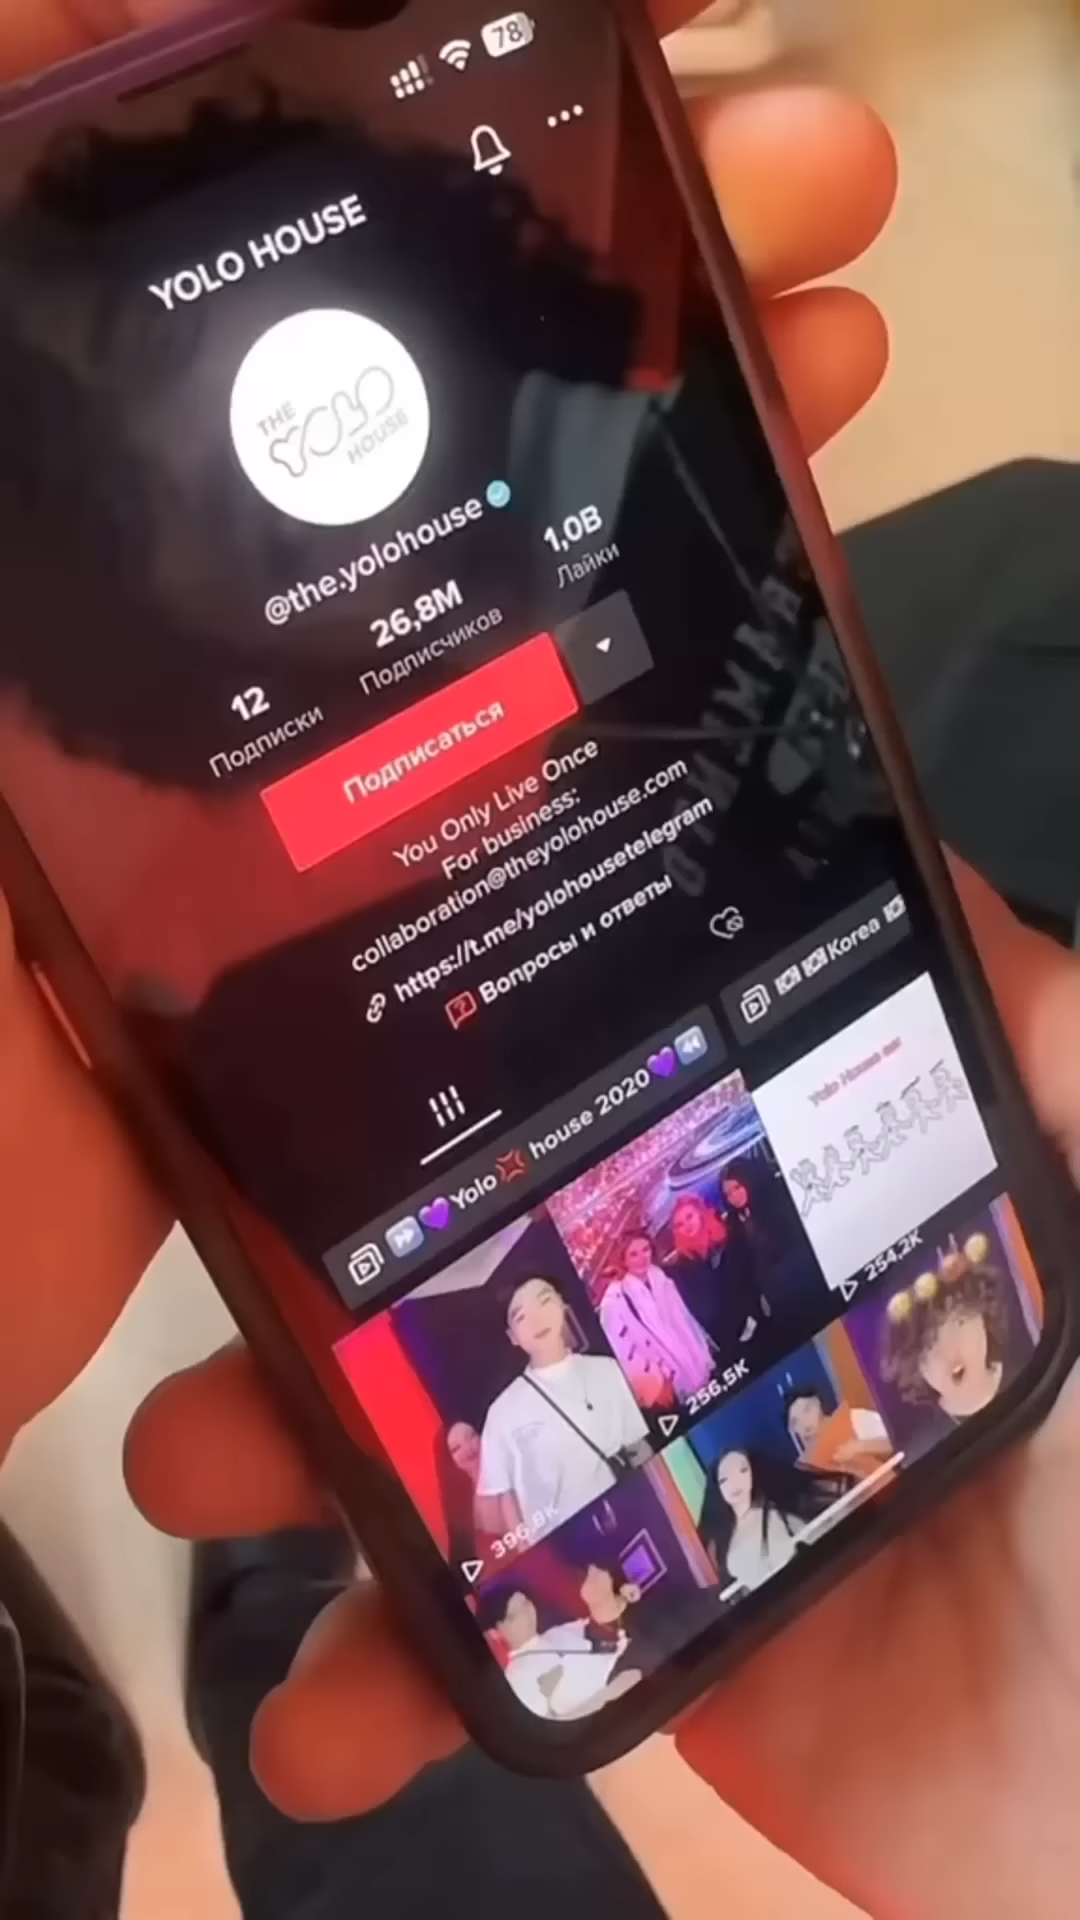 78
YOLO HOUSE
THE
YOLO
HOUSE
@the.yolohouse
12
Подписки
26,8M
Подписчиков
1,0B
Лайки
Подписаться
You Only Live Once
For business:
collaboration@theyolohouse.com
https://t.me/yolohousetelegram
Вопросы и ответы
Yolo💢 house 2020💜⏪
🇰🇷🇰🇷Korea🇰🇷
Yolo House
396,8K
256,5K
254,2K